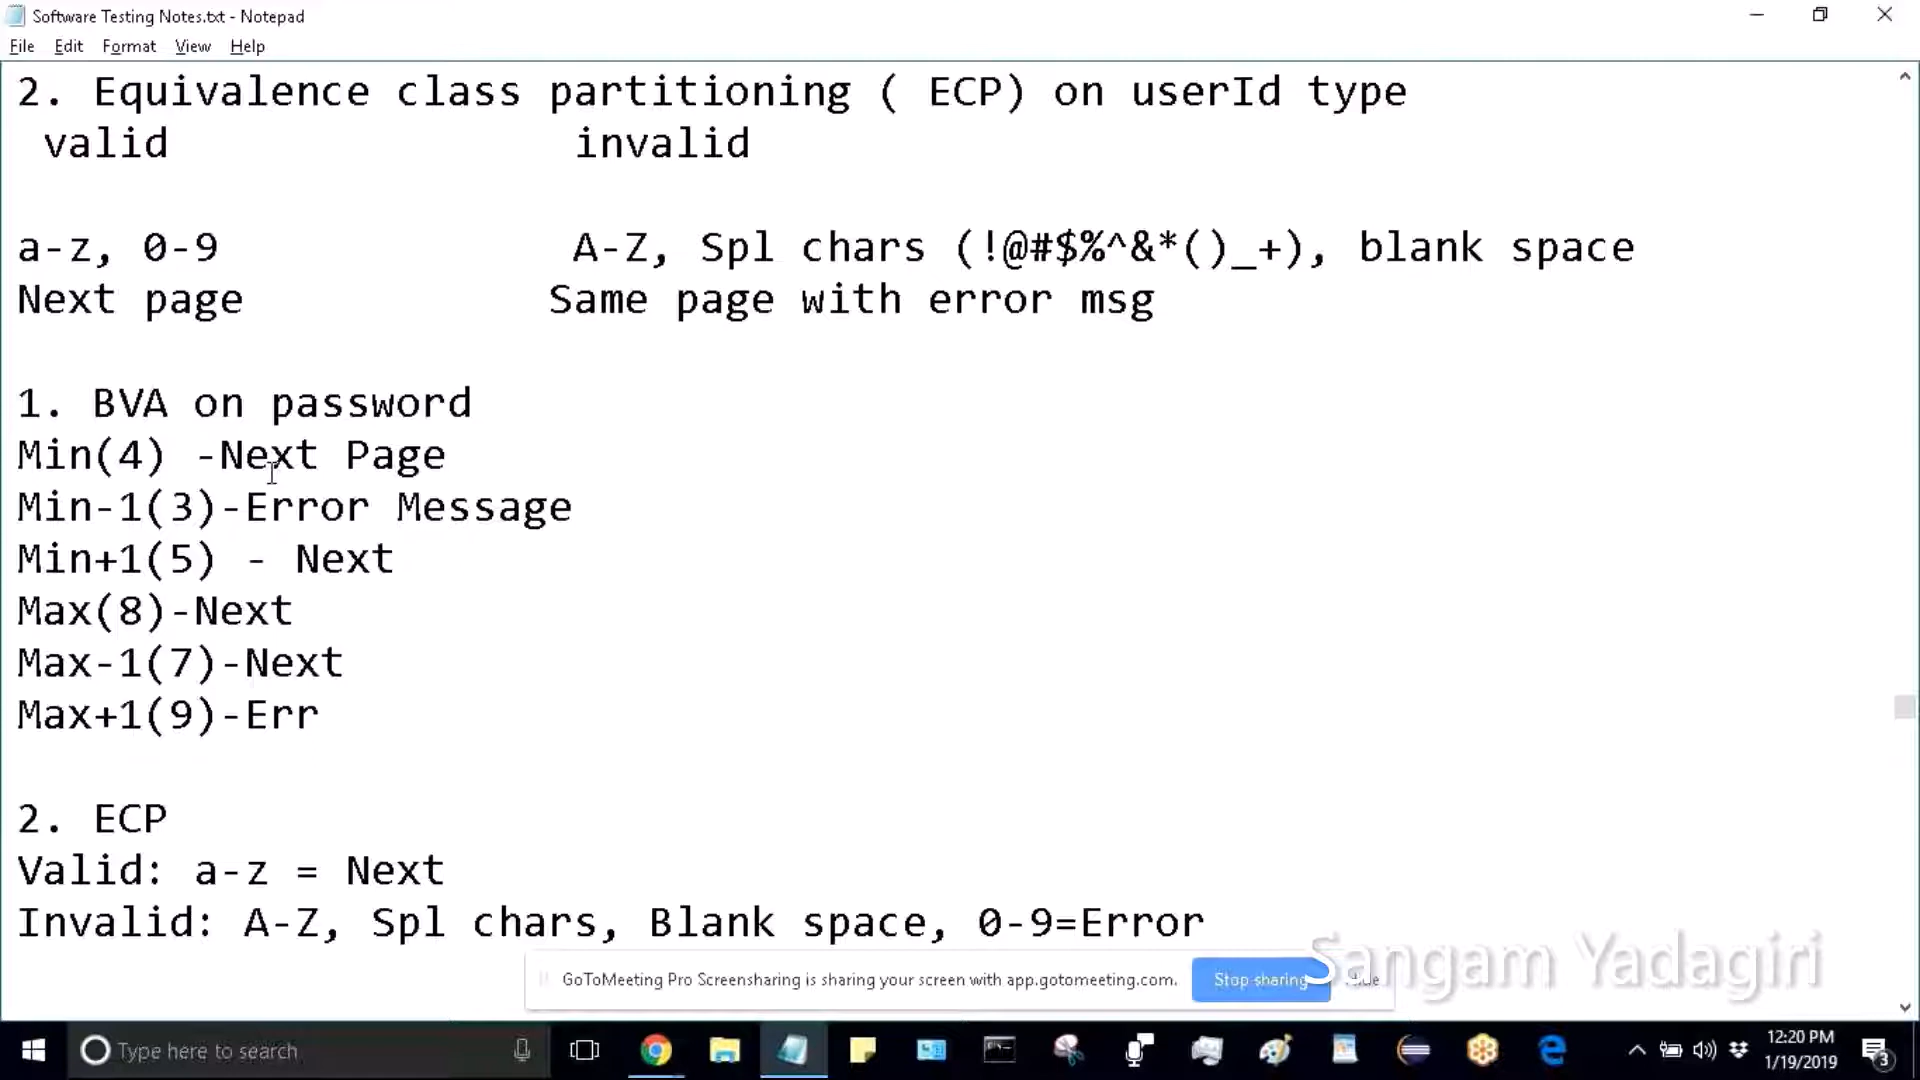 Software Testing Notes.txt - Notepad
File Edit Format View Help
2. Equivalence class partitioning ( ECP) on userId type
valid invalid
a-z, 0-9 A-Z, Spl chars (!@#$%^&*()_+), blank space
Next page Same page with error msg
1. BVA on password
Min(4) -Next Page
Min-1(3)-Error Message
Min+1(5) - Next
Max(8)-Next
Max-1(7)-Next
Max+1(9)-Err
2. ECP
Valid: a-z = Next
Invalid: A-Z, Spl chars, Blank space, 0-9=Error
Sangam Yadagiri
GoToMeeting Pro Screensharing is sharing your screen with app.gotomeeting.com. Stop sharing
Type here to search
12:20 PM
1/19/2019
3